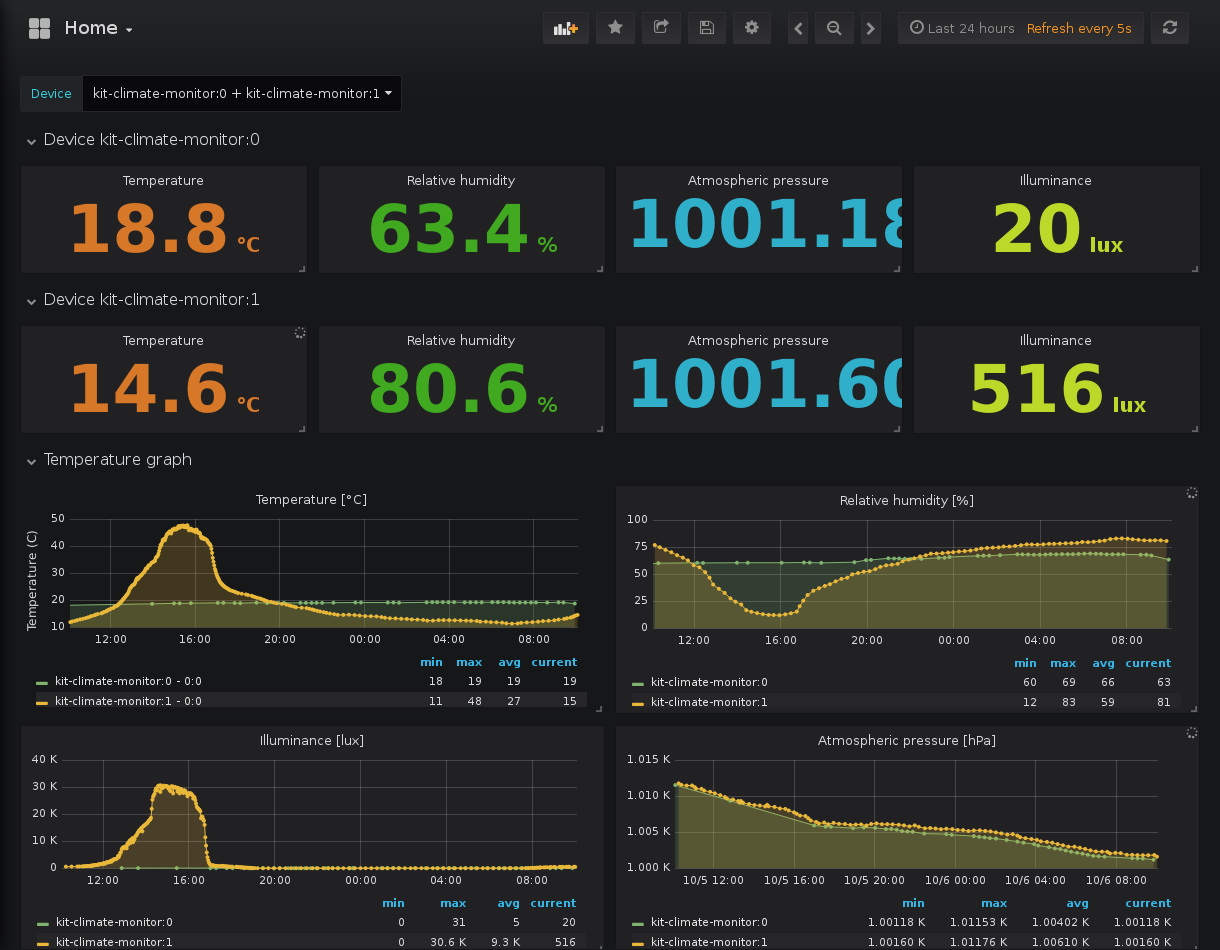 Home
Last 24 hours Refresh every 5s
Device kit-climate-monitor:0 + kit-climate-monitor:1
Device kit-climate-monitor:0
Temperature Relative humidity Atmospheric pressure Illuminance
18.8 °C 63.4 % 1001.18 20 lux
Device kit-climate-monitor:1
Temperature Relative humidity Atmospheric pressure Illuminance
14.6 °C 80.6 % 1001.60 516 lux
Temperature graph
Temperature [°C]
Temperature (C)
50
40
30
20
10
12:00 16:00 20:00 00:00 04:00 08:00
min max avg current
kit-climate-monitor:0 - 0:0 18 19 19 19
kit-climate-monitor:1 - 0:0 11 48 27 15
Relative humidity [%]
100
75
50
25
0
12:00 16:00 20:00 00:00 04:00 08:00
min max avg current
kit-climate-monitor:0 60 69 66 63
kit-climate-monitor:1 12 83 59 81
Illuminance [lux]
40 K
30 K
20 K
10 K
0
12:00 16:00 20:00 00:00 04:00 08:00
min max avg current
kit-climate-monitor:0 0 31 5 20
kit-climate-monitor:1 0 30.6 K 9.3 K 516
Atmospheric pressure [hPa]
1.015 K
1.010 K
1.005 K
1.000 K
10/5 12:00 10/5 16:00 10/5 20:00 10/6 00:00 10/6 04:00 10/6 08:00
min max avg current
kit-climate-monitor:0 1.00118 K 1.01153 K 1.00402 K 1.00118 K
kit-climate-monitor:1 1.00160 K 1.01176 K 1.00610 K 1.00160 K